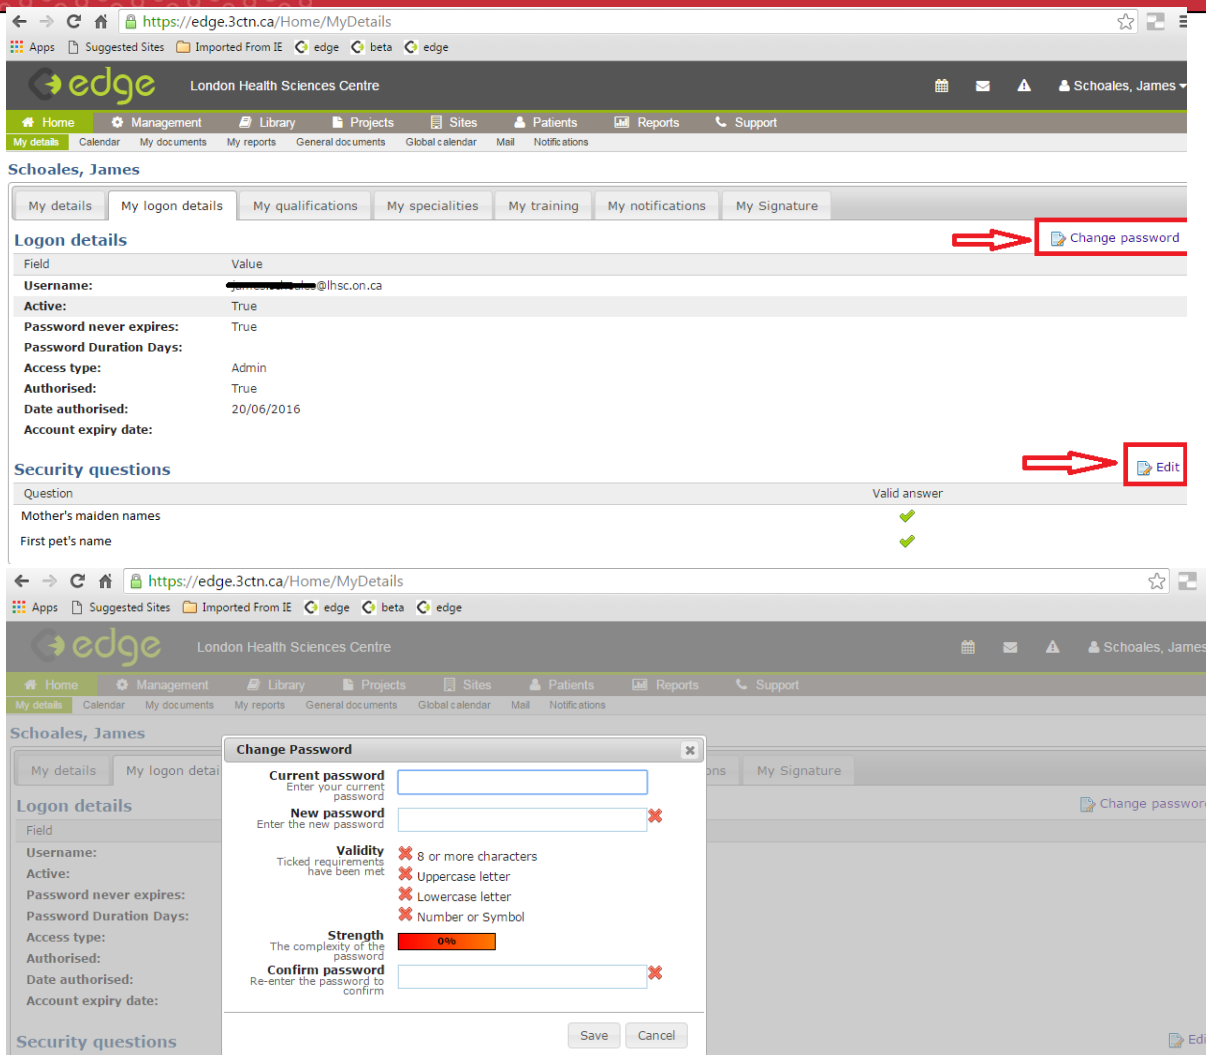 https://edge.3ctn.ca/Home/MyDetails
Apps Suggested Sites Imported From IE edge beta edge
edge London Health Sciences Centre Schoales, James
Home Management Library Projects Sites Patients Reports Support
My details Calendar My documents My reports General documents Global calendar Mail Notifications
Schoales, James
My details My logon details My qualifications My specialities My training My notifications My Signature
Logon details Change password
Field Value
Username: @lhsc.on.ca
Active: True
Password never expires: True
Password Duration Days:
Access type: Admin
Authorised: True
Date authorised: 20/06/2016
Account expiry date:
Security questions Edit
Question Valid answer
Mother's maiden names
First pet's name
https://edge.3ctn.ca/Home/MyDetails
Apps Suggested Sites Imported From IE edge beta edge
edge London Health Sciences Centre Schoales, James
Home Management Library Projects Sites Patients Reports Support
My details Calendar My documents My reports General documents Global calendar Mail Notifications
Schoales, James
My details My logon detai ons My Signature
Change Password
Logon details Change password
Field
Username:
Active:
Password never expires:
Password Duration Days:
Access type:
Authorised:
Date authorised:
Account expiry date:
Security questions Edi
Current password
Enter your current
password
New password
Enter the new password
Validity
Ticked requirements
have been met
8 or more characters
Uppercase letter
Lowercase letter
Number or Symbol
Strength
The complexity of the
password
0%
Confirm password
Re-enter the password to
confirm
Save Cancel